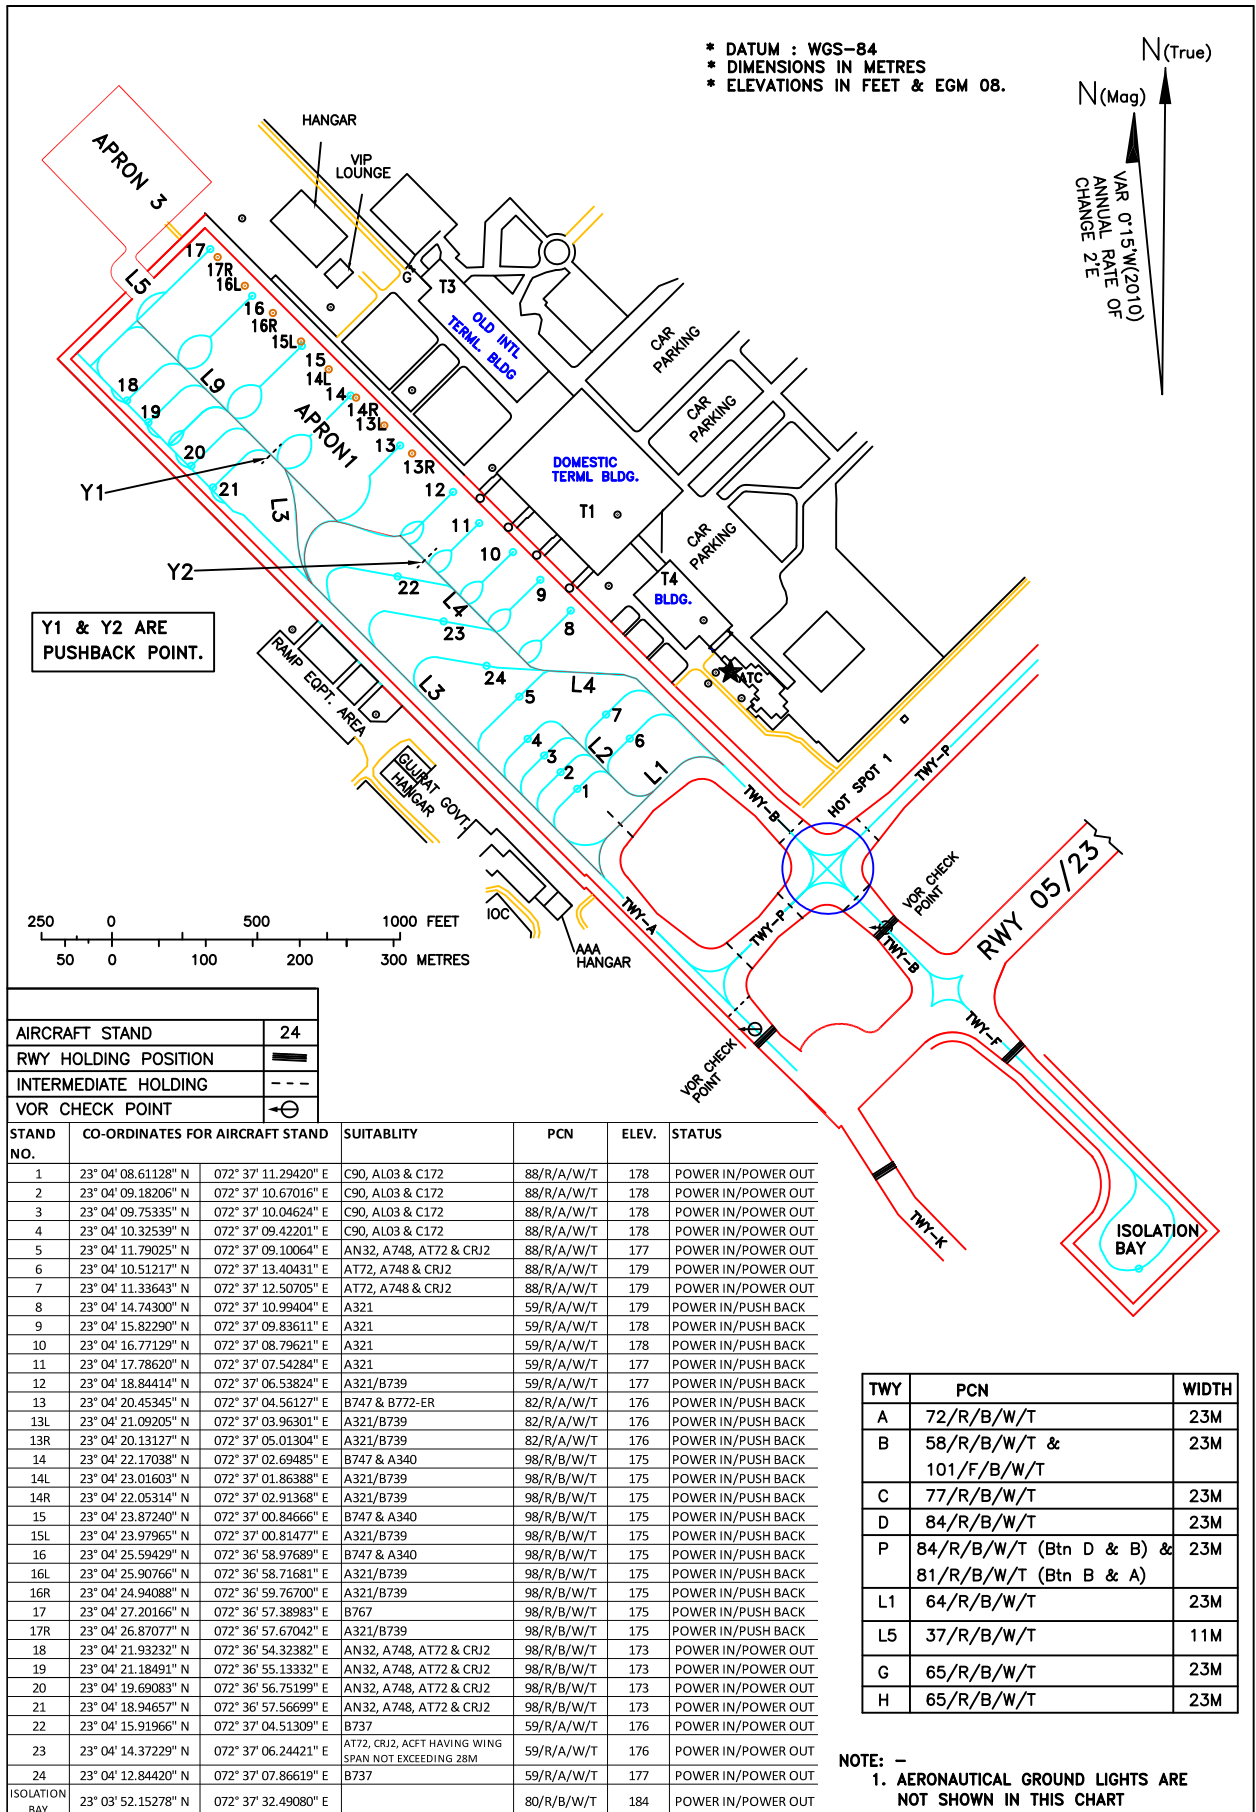 * DATUM : WGS-84
* DIMENSIONS IN METRES
* ELEVATIONS IN FEET & EGM 08.
N(True)
N(Mag)
VAR 0°15'W(2010)
ANNUAL RATE OF
CHANGE 2'E
HANGAR
VIP
LOUNGE
APRON 3
G
T3
OLD INTL
TERML. BLDG
CAR
PARKING
CAR
PARKING
CAR
PARKING
DOMESTIC
TERML BLDG.
T1
T4
BLDG.
ATC
L5
17
17R
16L
16
16R
15L
15
14L
14
14R
13L
13
13R
12
11
10
9
8
L9
APRON1
18
19
20
21
Y1
L3
Y2
22
L4
23
24
L4
L3
5
7
6
L2
L1
4
3
2
1
Y1 & Y2 ARE
PUSHBACK POINT.
RAMP EQPT. AREA
GUJRAT GOVT.
HANGAR
IOC
AAA
HANGAR
TWY-B
HOT SPOT 1
TWY-P
VOR CHECK
POINT
RWY 05/23
TWY-A
TWY-P
TWY-B
TWY-F
VOR CHECK
POINT
TWY-K
ISOLATION
BAY
250 0 500 1000 FEET
50 0 100 200 300 METRES
AIRCRAFT STAND 24
RWY HOLDING POSITION
INTERMEDIATE HOLDING
VOR CHECK POINT
STAND NO. CO-ORDINATES FOR AIRCRAFT STAND SUITABLITY PCN ELEV. STATUS
1 23° 04' 08.61128" N 072° 37' 11.29420" E C90, AL03 & C172 88/R/A/W/T 178 POWER IN/POWER OUT
2 23° 04' 09.18206" N 072° 37' 10.67016" E C90, AL03 & C172 88/R/A/W/T 178 POWER IN/POWER OUT
3 23° 04' 09.75335" N 072° 37' 10.04624" E C90, AL03 & C172 88/R/A/W/T 178 POWER IN/POWER OUT
4 23° 04' 10.32539" N 072° 37' 09.42201" E C90, AL03 & C172 88/R/A/W/T 178 POWER IN/POWER OUT
5 23° 04' 11.79025" N 072° 37' 09.10064" E AN32, A748, AT72 & CRJ2 88/R/A/W/T 177 POWER IN/POWER OUT
6 23° 04' 10.51217" N 072° 37' 13.40431" E AT72, A748 & CRJ2 88/R/A/W/T 179 POWER IN/POWER OUT
7 23° 04' 11.33643" N 072° 37' 12.50705" E AT72, A748 & CRJ2 88/R/A/W/T 179 POWER IN/POWER OUT
8 23° 04' 14.74300" N 072° 37' 10.99404" E A321 59/R/A/W/T 179 POWER IN/PUSH BACK
9 23° 04' 15.82290" N 072° 37' 09.83611" E A321 59/R/A/W/T 178 POWER IN/PUSH BACK
10 23° 04' 16.77129" N 072° 37' 08.79621" E A321 59/R/A/W/T 178 POWER IN/PUSH BACK
11 23° 04' 17.78620" N 072° 37' 07.54284" E A321 59/R/A/W/T 177 POWER IN/PUSH BACK
12 23° 04' 18.84414" N 072° 37' 06.53824" E A321/B739 59/R/A/W/T 177 POWER IN/PUSH BACK
13 23° 04' 20.45345" N 072° 37' 04.56127" E B747 & B772-ER 82/R/A/W/T 176 POWER IN/PUSH BACK
13L 23° 04' 21.09205" N 072° 37' 03.96301" E A321/B739 82/R/A/W/T 176 POWER IN/PUSH BACK
13R 23° 04' 20.13127" N 072° 37' 05.01304" E A321/B739 82/R/A/W/T 176 POWER IN/PUSH BACK
14 23° 04' 22.17038" N 072° 37' 02.69485" E B747 & A340 98/R/B/W/T 175 POWER IN/PUSH BACK
14L 23° 04' 23.01603" N 072° 37' 01.86388" E A321/B739 98/R/B/W/T 175 POWER IN/PUSH BACK
14R 23° 04' 22.05314" N 072° 37' 02.91368" E A321/B739 98/R/B/W/T 175 POWER IN/PUSH BACK
15 23° 04' 23.87240" N 072° 37' 00.84666" E B747 & A340 98/R/B/W/T 175 POWER IN/PUSH BACK
15L 23° 04' 23.97965" N 072° 37' 00.81477" E A321/B739 98/R/B/W/T 175 POWER IN/PUSH BACK
16 23° 04' 25.59429" N 072° 36' 58.97689" E B747 & A340 98/R/B/W/T 175 POWER IN/PUSH BACK
16L 23° 04' 25.90766" N 072° 36' 58.71681" E A321/B739 98/R/B/W/T 175 POWER IN/PUSH BACK
16R 23° 04' 24.94088" N 072° 36' 59.76700" E A321/B739 98/R/B/W/T 175 POWER IN/PUSH BACK
17 23° 04' 27.20166" N 072° 36' 57.38983" E B767 98/R/B/W/T 175 POWER IN/PUSH BACK
17R 23° 04' 26.87077" N 072° 36' 57.67042" E A321/B739 98/R/B/W/T 175 POWER IN/PUSH BACK
18 23° 04' 21.93232" N 072° 36' 54.32382" E AN32, A748, AT72 & CRJ2 98/R/B/W/T 173 POWER IN/POWER OUT
19 23° 04' 21.18491" N 072° 36' 55.13332" E AN32, A748, AT72 & CRJ2 98/R/B/W/T 173 POWER IN/POWER OUT
20 23° 04' 19.69083" N 072° 36' 56.75199" E AN32, A748, AT72 & CRJ2 98/R/B/W/T 173 POWER IN/POWER OUT
21 23° 04' 18.94657" N 072° 36' 57.56699" E AN32, A748, AT72 & CRJ2 98/R/B/W/T 173 POWER IN/POWER OUT
22 23° 04' 15.91966" N 072° 37' 04.51309" E B737 59/R/A/W/T 176 POWER IN/POWER OUT
23 23° 04' 14.37229" N 072° 37' 06.24421" E AT72, CRJ2, ACFT HAVING WING SPAN NOT EXCEEDING 28M 59/R/A/W/T 176 POWER IN/POWER OUT
24 23° 04' 12.84420" N 072° 37' 07.86619" E B737 59/R/A/W/T 177 POWER IN/POWER OUT
ISOLATION BAY 23° 03' 52.15278" N 072° 37' 32.49080" E 80/R/B/W/T 184 POWER IN/POWER OUT
TWY PCN WIDTH
A 72/R/B/W/T 23M
B 58/R/B/W/T & 23M
101/F/B/W/T
C 77/R/B/W/T 23M
D 84/R/B/W/T 23M
P 84/R/B/W/T (Btn D & B) & 23M
81/R/B/W/T (Btn B & A)
L1 64/R/B/W/T 23M
L5 37/R/B/W/T 11M
G 65/R/B/W/T 23M
H 65/R/B/W/T 23M
NOTE: -
1. AERONAUTICAL GROUND LIGHTS ARE
NOT SHOWN IN THIS CHART